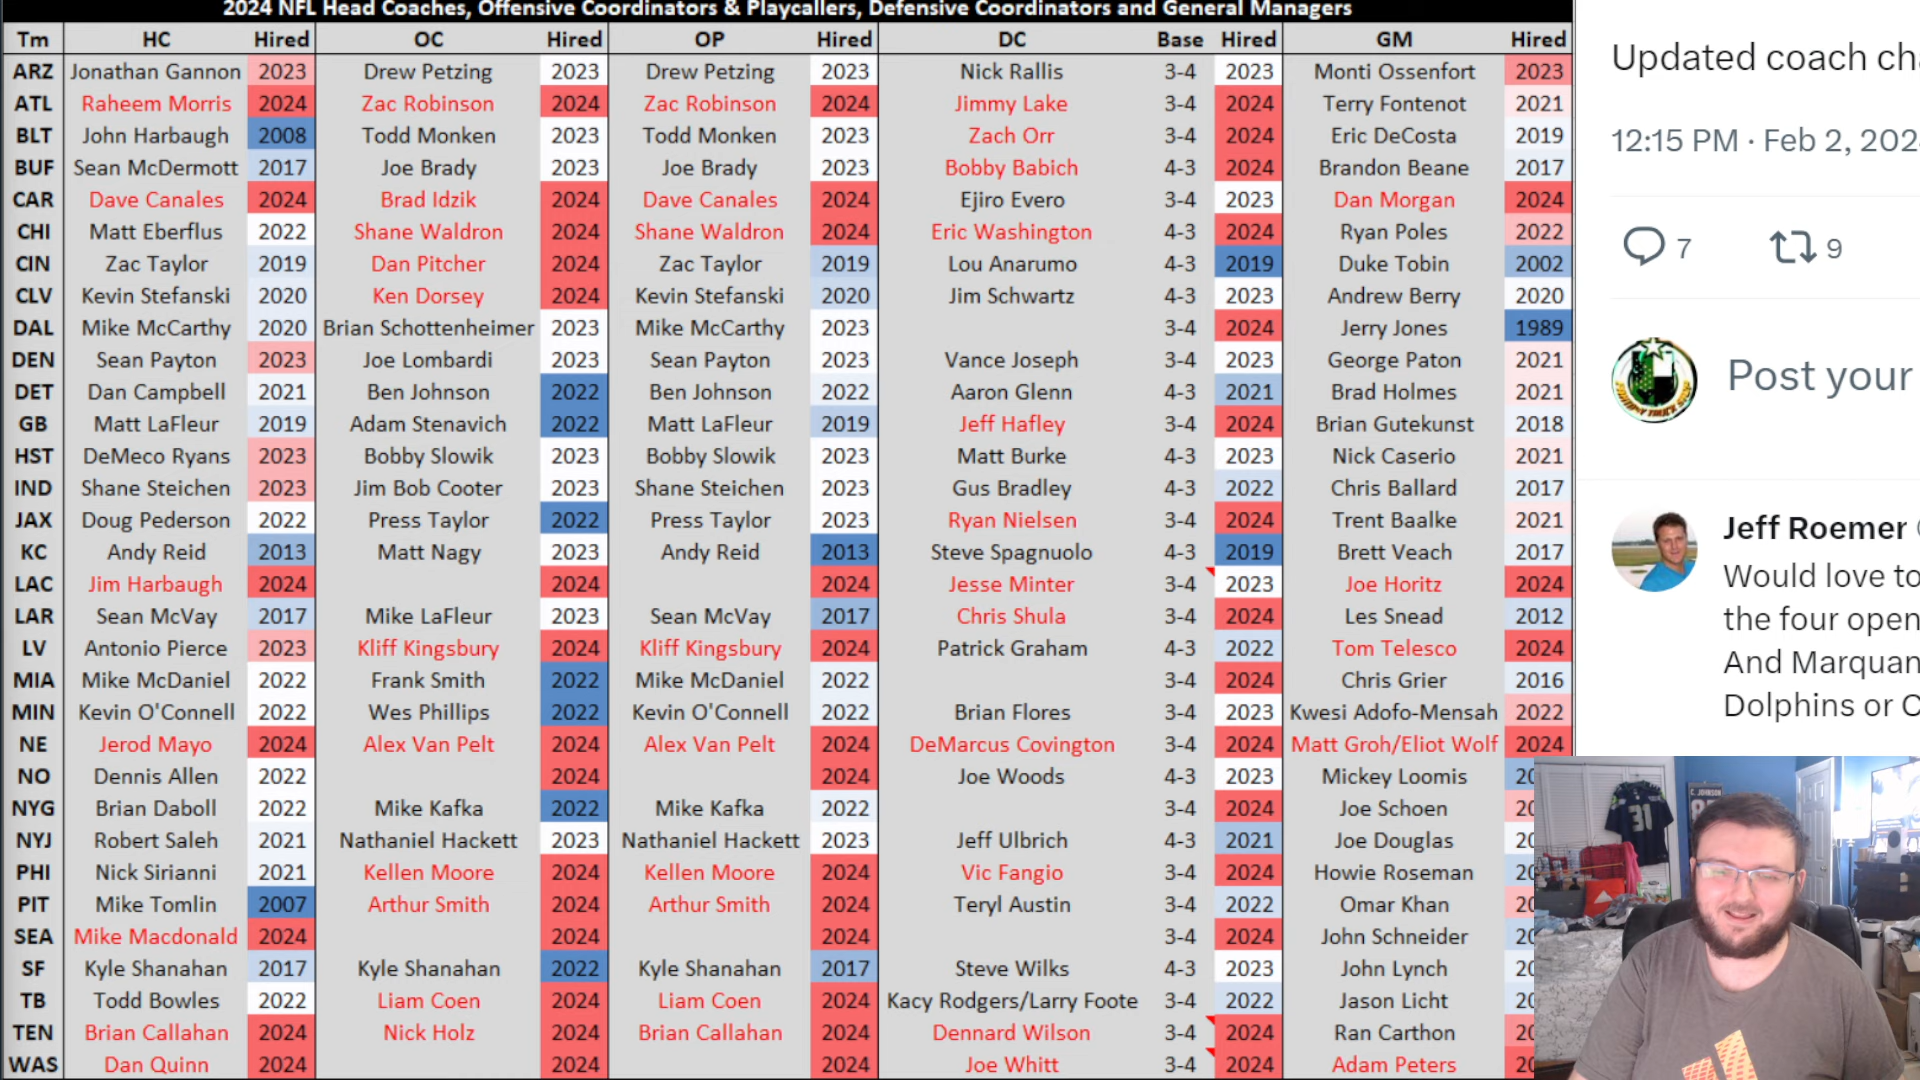 2024 NFL Head Coaches, Offensive Coordinators & Playcallers, Defensive Coordinators and General Managers
Tm HC Hired OC Hired OP Hired DC Base Hired GM Hired
ARZ Jonathan Gannon 2023 Drew Petzing 2023 Drew Petzing 2023 Nick Rallis 3-4 2023 Monti Ossenfort 2023
ATL Raheem Morris 2024 Zac Robinson 2024 Zac Robinson 2024 Jimmy Lake 3-4 2024 Terry Fontenot 2021
BLT John Harbaugh 2008 Todd Monken 2023 Todd Monken 2023 Zach Orr 3-4 2024 Eric DeCosta 2019
BUF Sean McDermott 2017 Joe Brady 2023 Joe Brady 2023 Bobby Babich 4-3 2024 Brandon Beane 2017
CAR Dave Canales 2024 Brad Idzik 2024 Dave Canales 2024 Ejiro Evero 3-4 2023 Dan Morgan 2024
CHI Matt Eberflus 2022 Shane Waldron 2024 Shane Waldron 2024 Eric Washington 4-3 2024 Ryan Poles 2022
CIN Zac Taylor 2019 Dan Pitcher 2024 Zac Taylor 2019 Lou Anarumo 4-3 2019 Duke Tobin 2002
CLV Kevin Stefanski 2020 Ken Dorsey 2024 Kevin Stefanski 2020 Jim Schwartz 4-3 2023 Andrew Berry 2020
DAL Mike McCarthy 2020 Brian Schottenheimer 2023 Mike McCarthy 2023 3-4 2024 Jerry Jones 1989
DEN Sean Payton 2023 Joe Lombardi 2023 Sean Payton 2023 Vance Joseph 3-4 2023 George Paton 2021
DET Dan Campbell 2021 Ben Johnson 2022 Ben Johnson 2022 Aaron Glenn 4-3 2021 Brad Holmes 2021
GB Matt LaFleur 2019 Adam Stenavich 2022 Matt LaFleur 2019 Jeff Hafley 3-4 2024 Brian Gutekunst 2018
HST DeMeco Ryans 2023 Bobby Slowik 2023 Bobby Slowik 2023 Matt Burke 4-3 2023 Nick Caserio 2021
IND Shane Steichen 2023 Jim Bob Cooter 2023 Shane Steichen 2023 Gus Bradley 4-3 2022 Chris Ballard 2017
JAX Doug Pederson 2022 Press Taylor 2022 Press Taylor 2023 Ryan Nielsen 3-4 2024 Trent Baalke 2021
KC Andy Reid 2013 Matt Nagy 2023 Andy Reid 2013 Steve Spagnuolo 4-3 2019 Brett Veach 2017
LAC Jim Harbaugh 2024 2024 2024 Jesse Minter 3-4 2023 Joe Horitz 2024
LAR Sean McVay 2017 Mike LaFleur 2023 Sean McVay 2017 Chris Shula 3-4 2024 Les Snead 2012
LV Antonio Pierce 2023 Kliff Kingsbury 2024 Kliff Kingsbury 2024 Patrick Graham 4-3 2022 Tom Telesco 2024
MIA Mike McDaniel 2022 Frank Smith 2022 Mike McDaniel 2022 3-4 2024 Chris Grier 2016
MIN Kevin O'Connell 2022 Wes Phillips 2022 Kevin O'Connell 2022 Brian Flores 3-4 2023 Kwesi Adofo-Mensah 2022
NE Jerod Mayo 2024 Alex Van Pelt 2024 Alex Van Pelt 2024 DeMarcus Covington 3-4 2024 Matt Groh/Eliot Wolf 2024
NO Dennis Allen 2022 2024 2024 Joe Woods 4-3 2023 Mickey Loomis 20
NYG Brian Daboll 2022 Mike Kafka 2022 Mike Kafka 2022 3-4 2024 Joe Schoen 20
NYJ Robert Saleh 2021 Nathaniel Hackett 2023 Nathaniel Hackett 2023 Jeff Ulbrich 4-3 2021 Joe Douglas 20
PHI Nick Sirianni 2021 Kellen Moore 2024 Kellen Moore 2024 Vic Fangio 3-4 2024 Howie Roseman 20
PIT Mike Tomlin 2007 Arthur Smith 2024 Arthur Smith 2024 Teryl Austin 3-4 2022 Omar Khan 20
SEA Mike Macdonald 2024 2024 2024 3-4 2024 John Schneider 20
SF Kyle Shanahan 2017 Kyle Shanahan 2022 Kyle Shanahan 2017 Steve Wilks 4-3 2023 John Lynch 20
TB Todd Bowles 2022 Liam Coen 2024 Liam Coen 2024 Kacy Rodgers/Larry Foote 3-4 2022 Jason Licht 20
TEN Brian Callahan 2024 Nick Holz 2024 Brian Callahan 2024 Dennard Wilson 3-4 2024 Ran Carthon 20
WAS Dan Quinn 2024 2024 2024 Joe Whitt 3-4 2024 Adam Peters 20
Updated coach cha
12:15 PM · Feb 2, 202
7 9
Post your
Jeff Roemer
Would love to
the four open
And Marquan
Dolphins or C
C. JOHNSON
31